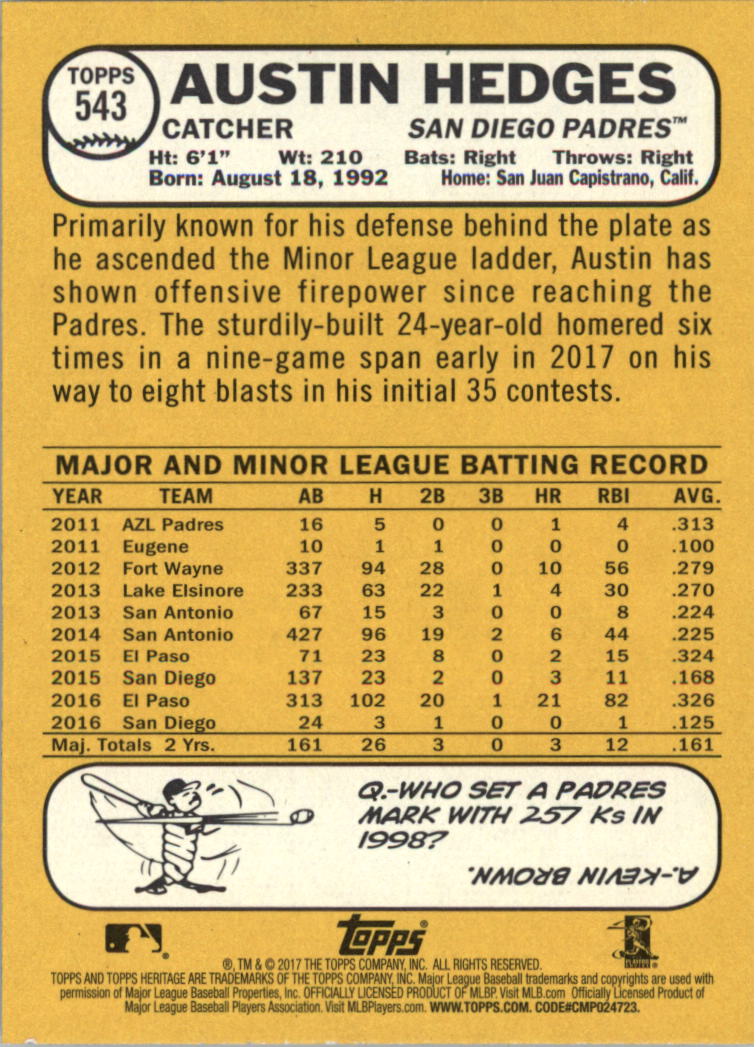 TOPPS
543
AUSTIN HEDGES
CATCHER SAN DIEGO PADRES™
Ht: 6'1" Wt: 210 Bats: Right Throws: Right
Born: August 18, 1992 Home: San Juan Capistrano, Calif.
Primarily known for his defense behind the plate as
he ascended the Minor League ladder, Austin has
shown offensive firepower since reaching the
Padres. The sturdily-built 24-year-old homered six
times in a nine-game span early in 2017 on his
way to eight blasts in his initial 35 contests.
MAJOR AND MINOR LEAGUE BATTING RECORD
YEAR TEAM AB H 2B 3B HR RBI AVG.
2011 AZL Padres 16 5 0 0 1 4 .313
2011 Eugene 10 1 1 0 0 0 .100
2012 Fort Wayne 337 94 28 0 10 56 .279
2013 Lake Elsinore 233 63 22 1 4 30 .270
2013 San Antonio 67 15 3 0 0 8 .224
2014 San Antonio 427 96 19 2 6 44 .225
2015 El Paso 71 23 8 0 2 15 .324
2015 San Diego 137 23 2 0 3 11 .168
2016 El Paso 313 102 20 1 21 82 .326
2016 San Diego 24 3 1 0 0 1 .125
Maj. Totals 2 Yrs. 161 26 3 0 3 12 .161
Q.-WHO SET A PADRES
MARK WITH 257 Ks IN
1998?
A.-KEVIN BROWN.
Topps®
®, TM & © 2017 THE TOPPS COMPANY, INC. ALL RIGHTS RESERVED.
TOPPS AND TOPPS HERITAGE ARE TRADEMARKS OF THE TOPPS COMPANY, INC. Major League Baseball trademarks and copyrights are used with
permission of Major League Baseball Properties, Inc. OFFICIALLY LICENSED PRODUCT OF MLBP. Visit MLB.com Officially Licensed Product of
Major League Baseball Players Association. Visit MLBPlayers.com. WWW.TOPPS.COM. CODE#CMP024723.